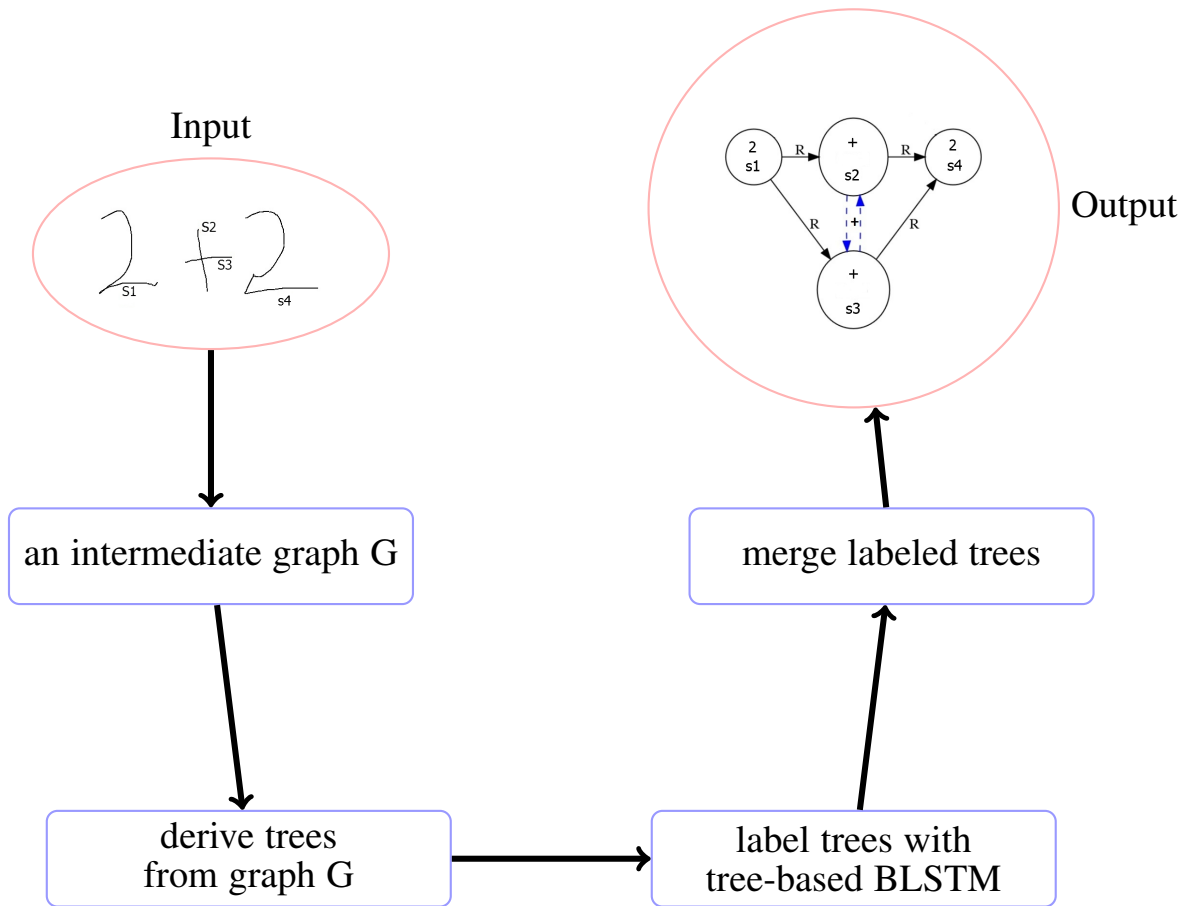 Input
2 + 2
S1
S2
S3
s4
an intermediate graph G
derive trees
from graph G
label trees with
tree-based BLSTM
merge labeled trees
Output
2
s1
R
+
s2
R
2
s4
R
+
R
+
s3